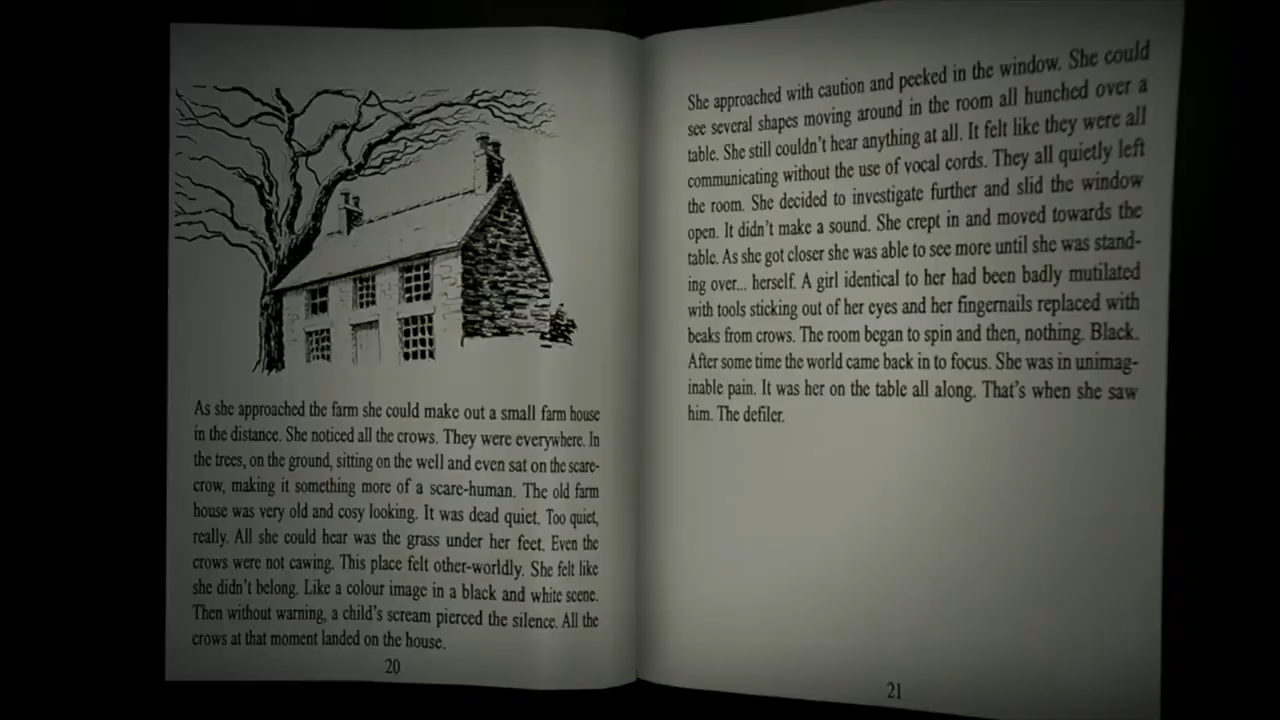 As she approached the farm she could make out a small farm house
in the distance. She noticed all the crows. They were everywhere. In
the trees, on the ground, sitting on the well and even sat on the scare-
crow, making it something more of a scare-human. The old farm
house was very old and cosy looking. It was dead quiet. Too quiet,
really. All she could hear was the grass under her feet. Even the
crows were not cawing. This place felt other-worldly. She felt like
she didn't belong. Like a colour image in a black and white scene.
Then without warning, a child's scream pierced the silence. All the
crows at that moment landed on the house.
20
She approached with caution and peeked in the window. She could
see several shapes moving around in the room all hunched over a
table. She still couldn't hear anything at all. It felt like they were all
communicating without the use of vocal cords. They all quietly left
the room. She decided to investigate further and slid the window
open. It didn't make a sound. She crept in and moved towards the
table. As she got closer she was able to see more until she was stand-
ing over... herself. A girl identical to her had been badly mutilated
with tools sticking out of her eyes and her fingernails replaced with
beaks from crows. The room began to spin and then, nothing. Black.
After some time the world came back in to focus. She was in unimag-
inable pain. It was her on the table all along. That's when she saw
him. The defiler.
21